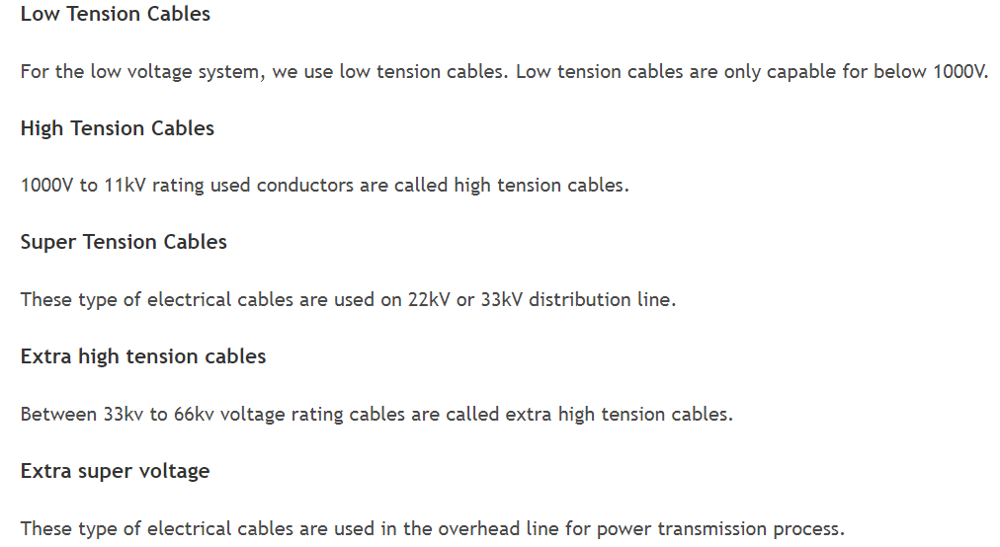 Low Tension Cables
For the low voltage system, we use low tension cables. Low tension cables are only capable for below 1000V.
High Tension Cables
1000V to 11kV rating used conductors are called high tension cables.
Super Tension Cables
These type of electrical cables are used on 22kV or 33kV distribution line.
Extra high tension cables
Between 33kv to 66kv voltage rating cables are called extra high tension cables.
Extra super voltage
These type of electrical cables are used in the overhead line for power transmission process.